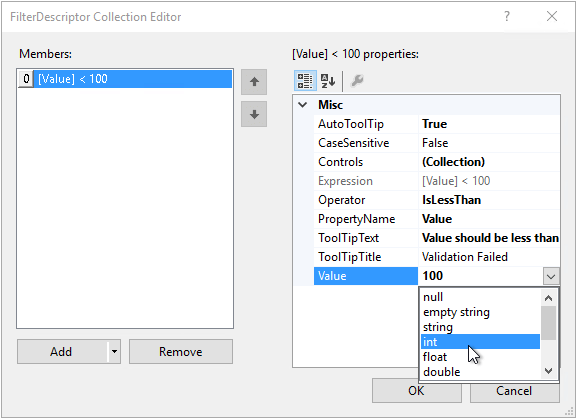 FilterDescriptor Collection Editor
Members:
0 [Value] < 100
Add
Remove
[Value] < 100 properties:
Misc
AutoToolTip True
CaseSensitive False
Controls (Collection)
Expression [Value] < 100
Operator IsLessThan
PropertyName Value
ToolTipText Value should be less than
ToolTipTitle Validation Failed
Value 100
null
empty string
string
int
float
double
OK
Cancel